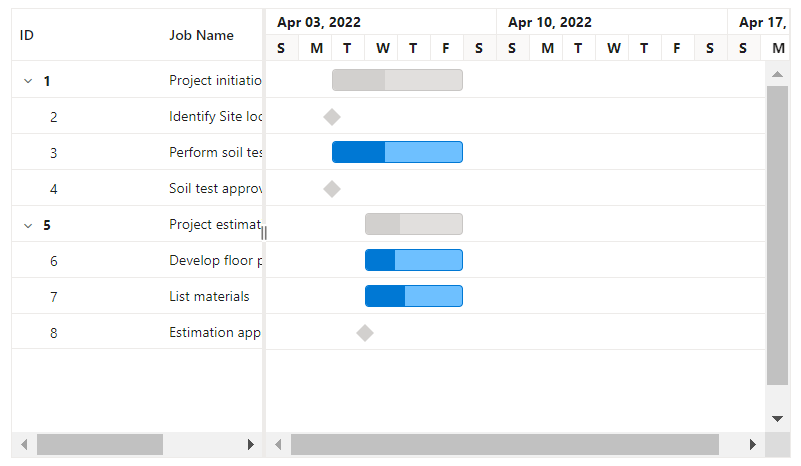 ID Job Name Apr 03, 2022 Apr 10, 2022 Apr 17,
S M T W T F S S M T W T F S S M
1 Project initiatio
2 Identify Site loc
3 Perform soil tes
4 Soil test approv
5 Project estimat
6 Develop floor p
7 List materials
8 Estimation app